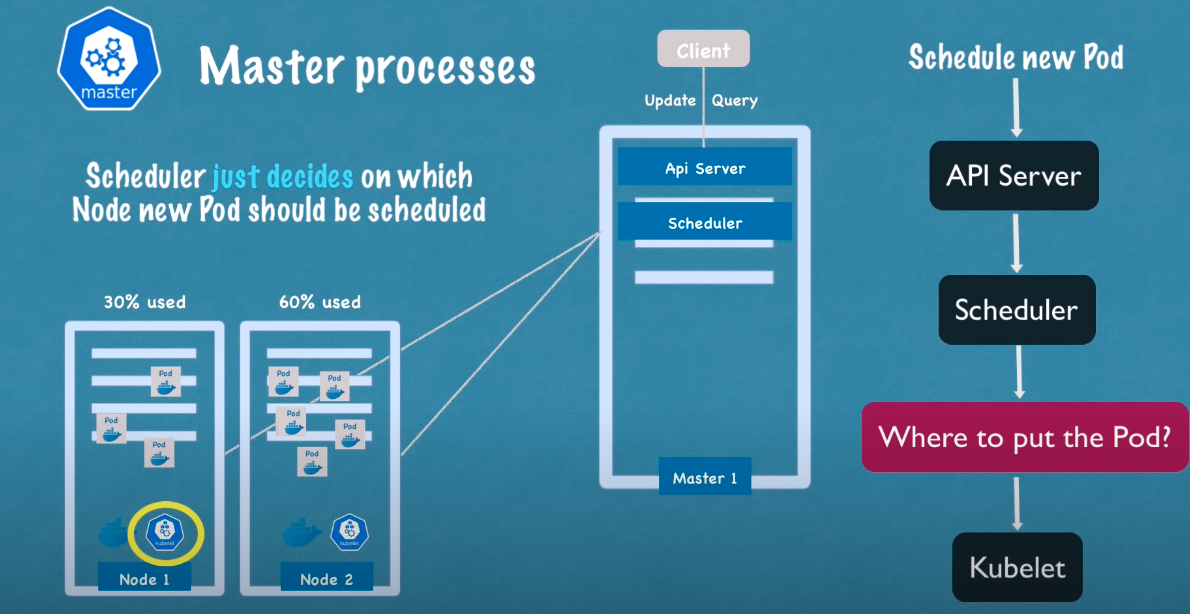 master
Master processes
Scheduler just decides on which
Node new Pod should be scheduled
30% used
60% used
Pod
Pod
Pod
kubelet
Node 1
Pod
Pod
Pod
Pod
Pod
kubelet
Node 2
Client
Update
Query
Api Server
Scheduler
Master 1
Schedule new Pod
API Server
Scheduler
Where to put the Pod?
Kubelet